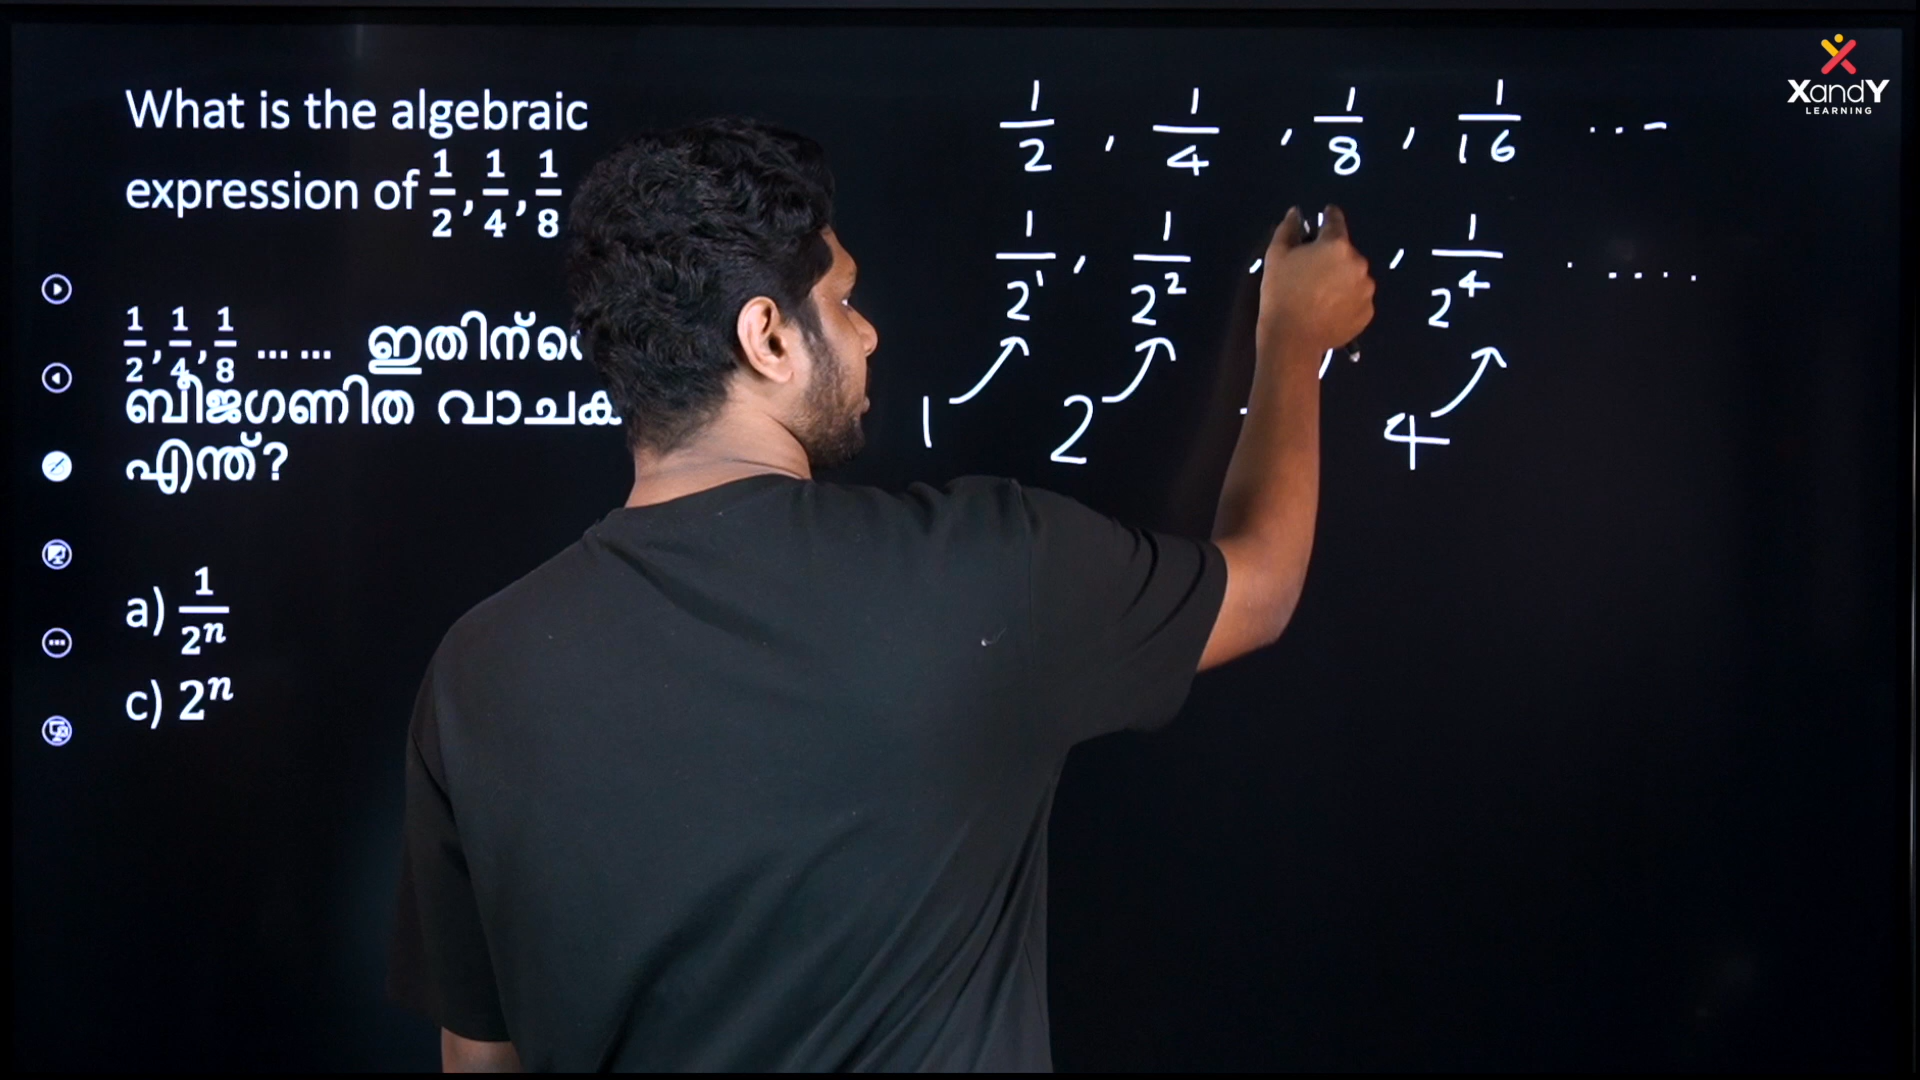 What is the algebraic
expression of 1/2, 1/4, 1/8
1/2, 1/4, 1/8 ... ...
ബീജഗണിത
എന്ത്?
a) 1/2ⁿ
c) 2ⁿ
1/2 , 1/4 , 1/8 , 1/16 ...
1/2¹ , 1/2² , , 1/2⁴ .....
1 2 4
XandY
LEARNING